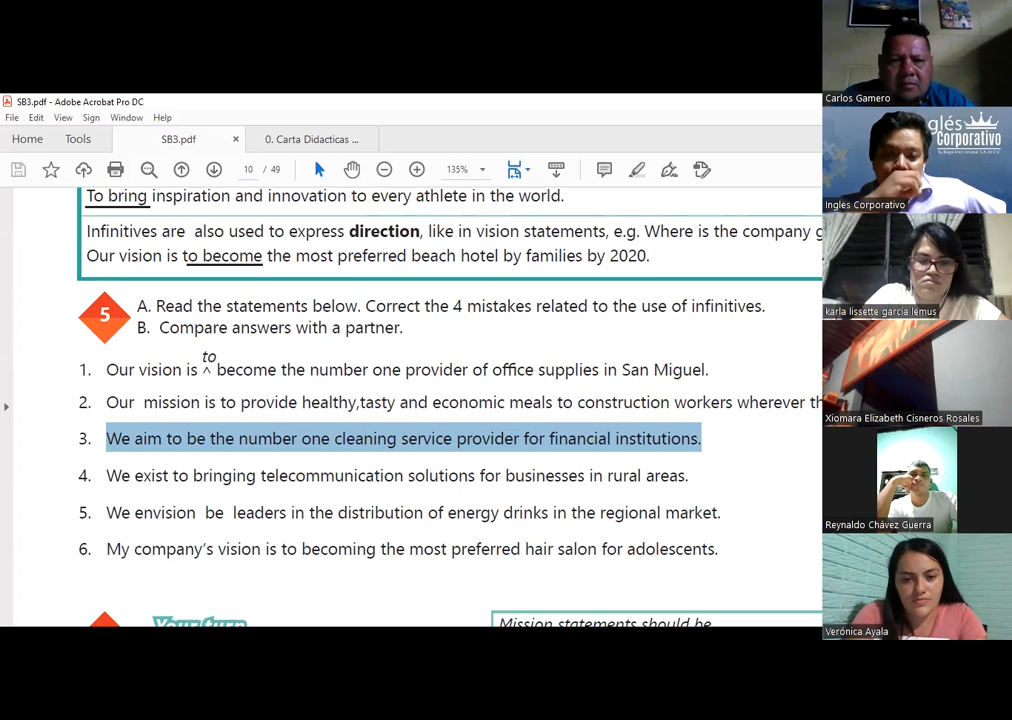 SB3.pdf - Adobe Acrobat Pro DC
File Edit View Sign Window Help
Home Tools SB3.pdf × 0. Carta Didacticas ...
10 / 49 135%
To bring inspiration and innovation to every athlete in the world.
Infinitives are also used to express direction, like in vision statements, e.g. Where is the company g
Our vision is to become the most preferred beach hotel by families by 2020.
5
A. Read the statements below. Correct the 4 mistakes related to the use of infinitives.
B. Compare answers with a partner.
to
1. Our vision is ^ become the number one provider of office supplies in San Miguel.
2. Our mission is to provide healthy,tasty and economic meals to construction workers wherever th
3. We aim to be the number one cleaning service provider for financial institutions.
4. We exist to bringing telecommunication solutions for businesses in rural areas.
5. We envision be leaders in the distribution of energy drinks in the regional market.
6. My company's vision is to becoming the most preferred hair salon for adolescents.
Your turn
Mission statements should be
Carlos Gamero
glés
Corporativo
Ingles Corporativo
karla lissette garcia lemus
Xiomara Elizabeth Cisneros Rosales
Reynaldo Chávez Guerra
Verónica Ayala